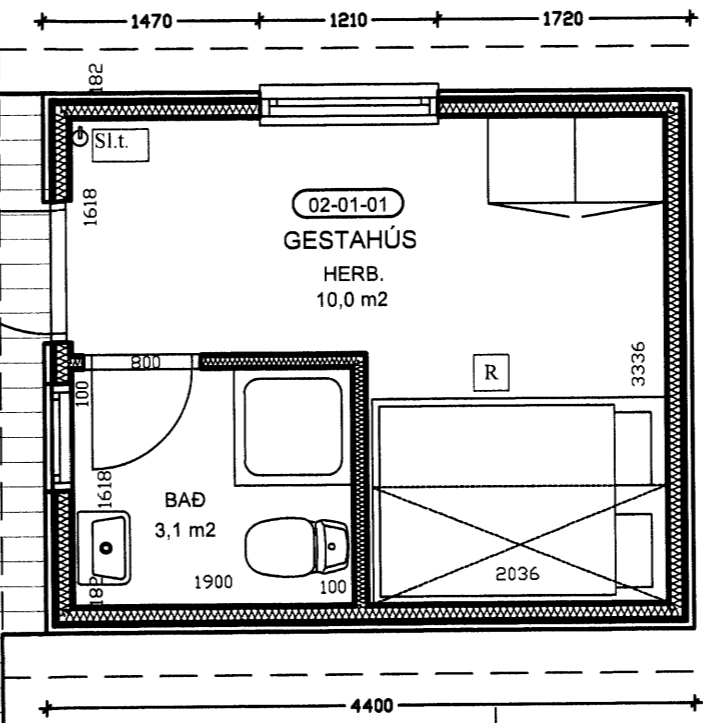 1470 1210 1720
182
Sl.t.
1618
02-01-01
GESTAHÚS
HERB.
10,0 m2
800
R
3336
100
1618
BAÐ
3,1 m2
1900
100
2036
182
4400